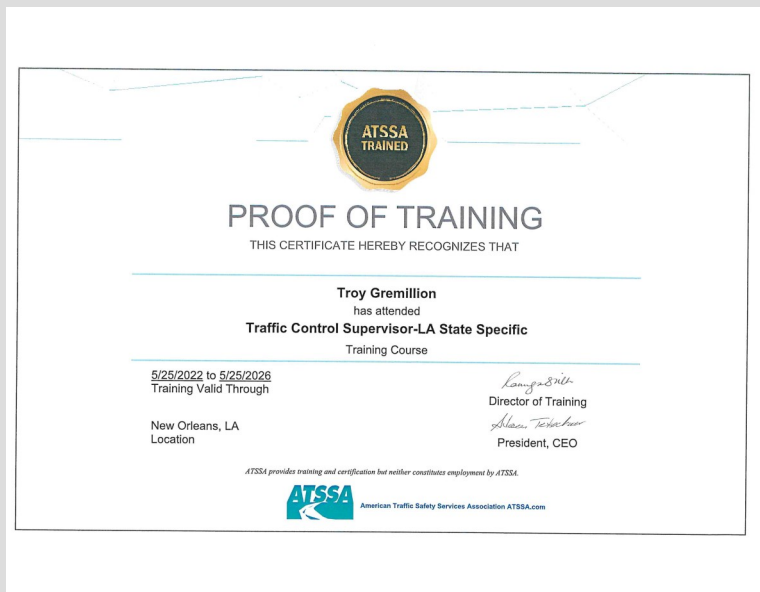 ATSSA
TRAINED
PROOF OF TRAINING
THIS CERTIFICATE HEREBY RECOGNIZES THAT
Troy Gremillion
has attended
Traffic Control Supervisor-LA State Specific
Training Course
5/25/2022 to 5/25/2026
Training Valid Through
New Orleans, LA
Location
Director of Training
President, CEO
ATSSA provides training and certification but neither constitutes employment by ATSSA.
ATSSA
American Traffic Safety Services Association ATSSA.com